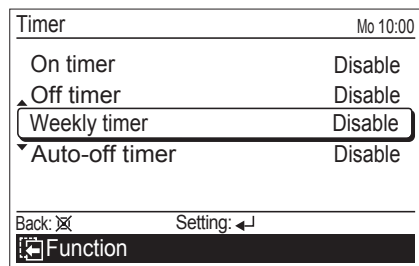 Timer Mo 10:00
On timer Disable
Off timer Disable
Weekly timer Disable
Auto-off timer Disable
Back: Setting:
Function